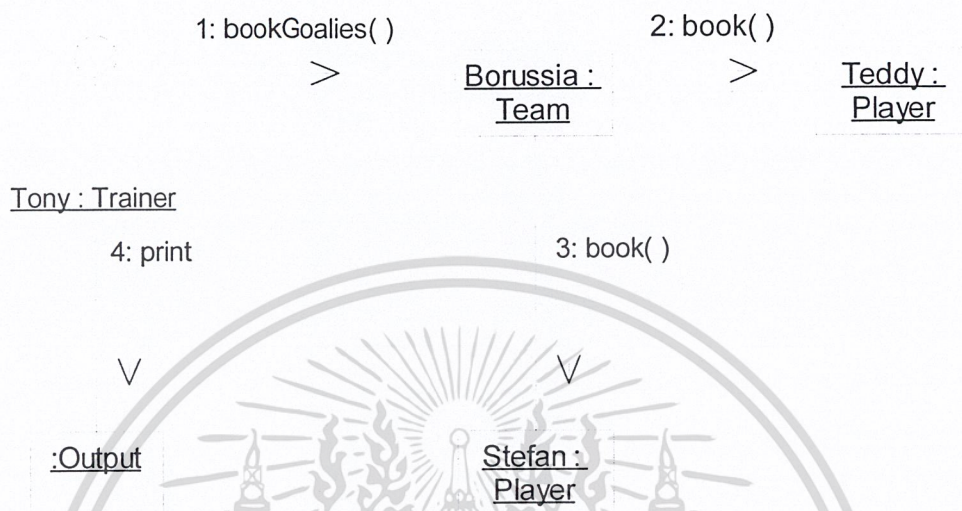 1: bookGoalies( )
2: book( )
Borussia :
Team
Teddy :
Player
Tony : Trainer
4: print
3: book( )
:Output
Stefan :
Player